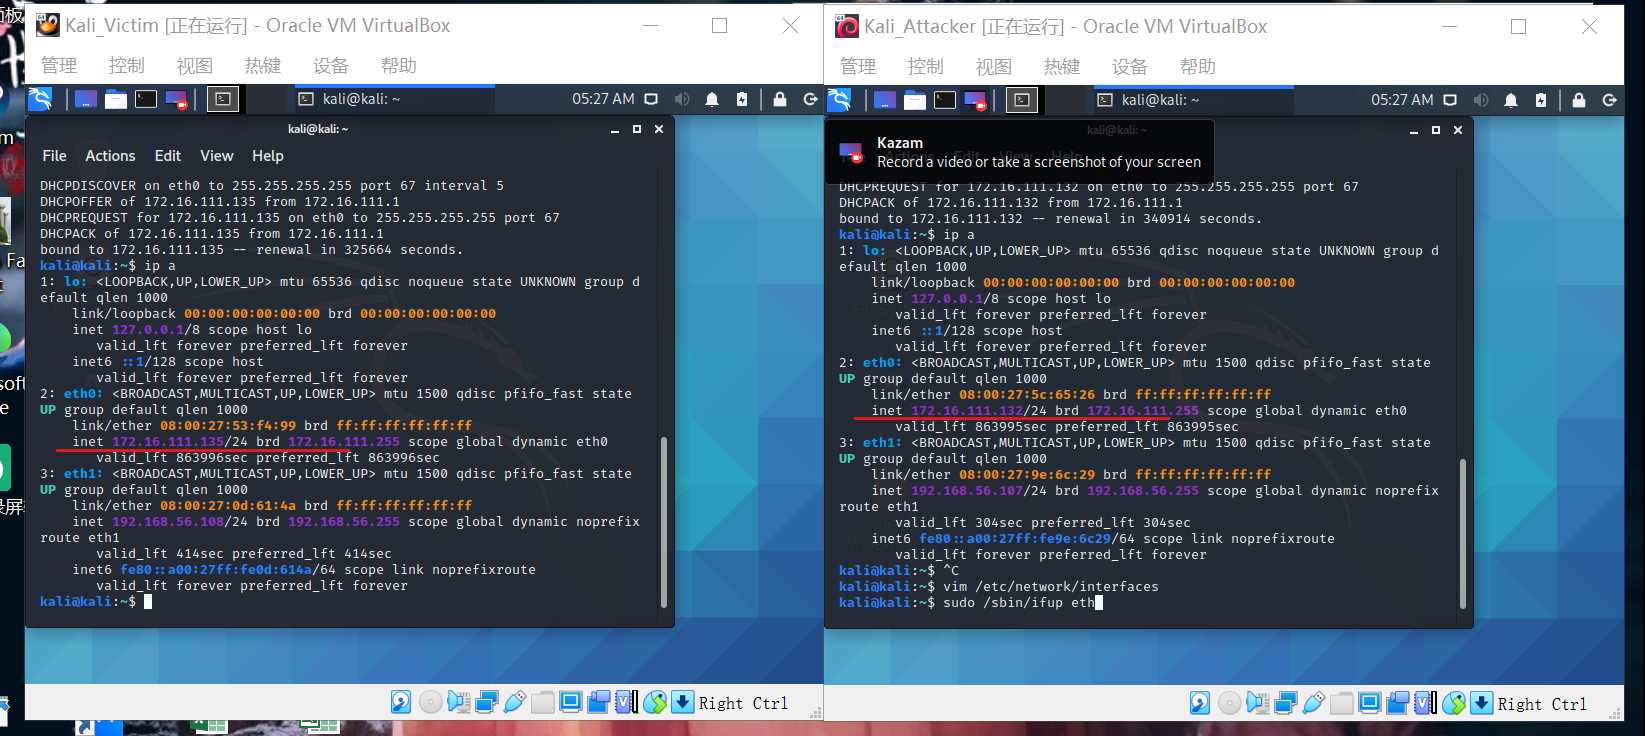 面板
Kali_Victim [正在运行] - Oracle VM VirtualBox
管理 控制 视图 热键 设备 帮助
kali@kali: ~
05:27 AM
kali@kali: ~
File Actions Edit View Help
DHCPDISCOVER on eth0 to 255.255.255.255 port 67 interval 5
DHCPOFFER of 172.16.111.135 from 172.16.111.1
DHCPREQUEST for 172.16.111.135 on eth0 to 255.255.255.255 port 67
DHCPACK of 172.16.111.135 from 172.16.111.1
bound to 172.16.111.135 -- renewal in 325664 seconds.
kali@kali:~$ ip a
1: lo: <LOOPBACK,UP,LOWER_UP> mtu 65536 qdisc noqueue state UNKNOWN group d
efault qlen 1000
link/loopback 00:00:00:00:00:00 brd 00:00:00:00:00:00
inet 127.0.0.1/8 scope host lo
valid_lft forever preferred_lft forever
inet6 ::1/128 scope host
valid_lft forever preferred_lft forever
2: eth0: <BROADCAST,MULTICAST,UP,LOWER_UP> mtu 1500 qdisc pfifo_fast state
UP group default qlen 1000
link/ether 08:00:27:53:f4:99 brd ff:ff:ff:ff:ff:ff
inet 172.16.111.135/24 brd 172.16.111.255 scope global dynamic eth0
valid_lft 863996sec preferred_lft 863996sec
3: eth1: <BROADCAST,MULTICAST,UP,LOWER_UP> mtu 1500 qdisc pfifo_fast state
UP group default qlen 1000
link/ether 08:00:27:0d:61:4a brd ff:ff:ff:ff:ff:ff
inet 192.168.56.108/24 brd 192.168.56.255 scope global dynamic noprefix
route eth1
valid_lft 414sec preferred_lft 414sec
inet6 fe80::a00:27ff:fe0d:614a/64 scope link noprefixroute
valid_lft forever preferred_lft forever
kali@kali:~$
Right Ctrl
Kali_Attacker [正在运行] - Oracle VM VirtualBox
管理 控制 视图 热键 设备 帮助
kali@kali: ~
05:27 AM
kali@kali: ~
Kazam
Record a video or take a screenshot of your screen
DHCPREQUEST for 172.16.111.132 on eth0 to 255.255.255.255 port 67
DHCPACK of 172.16.111.132 from 172.16.111.1
bound to 172.16.111.132 -- renewal in 340914 seconds.
kali@kali:~$ ip a
1: lo: <LOOPBACK,UP,LOWER_UP> mtu 65536 qdisc noqueue state UNKNOWN group d
efault qlen 1000
link/loopback 00:00:00:00:00:00 brd 00:00:00:00:00:00
inet 127.0.0.1/8 scope host lo
valid_lft forever preferred_lft forever
inet6 ::1/128 scope host
valid_lft forever preferred_lft forever
2: eth0: <BROADCAST,MULTICAST,UP,LOWER_UP> mtu 1500 qdisc pfifo_fast state
UP group default qlen 1000
link/ether 08:00:27:5c:65:26 brd ff:ff:ff:ff:ff:ff
inet 172.16.111.132/24 brd 172.16.111.255 scope global dynamic eth0
valid_lft 863995sec preferred_lft 863995sec
3: eth1: <BROADCAST,MULTICAST,UP,LOWER_UP> mtu 1500 qdisc pfifo_fast state
UP group default qlen 1000
link/ether 08:00:27:9e:6c:29 brd ff:ff:ff:ff:ff:ff
inet 192.168.56.107/24 brd 192.168.56.255 scope global dynamic noprefix
route eth1
valid_lft 304sec preferred_lft 304sec
inet6 fe80::a00:27ff:fe9e:6c29/64 scope link noprefixroute
valid_lft forever preferred_lft forever
kali@kali:~$ ^C
kali@kali:~$ vim /etc/network/interfaces
kali@kali:~$ sudo /sbin/ifup eth
Right Ctrl